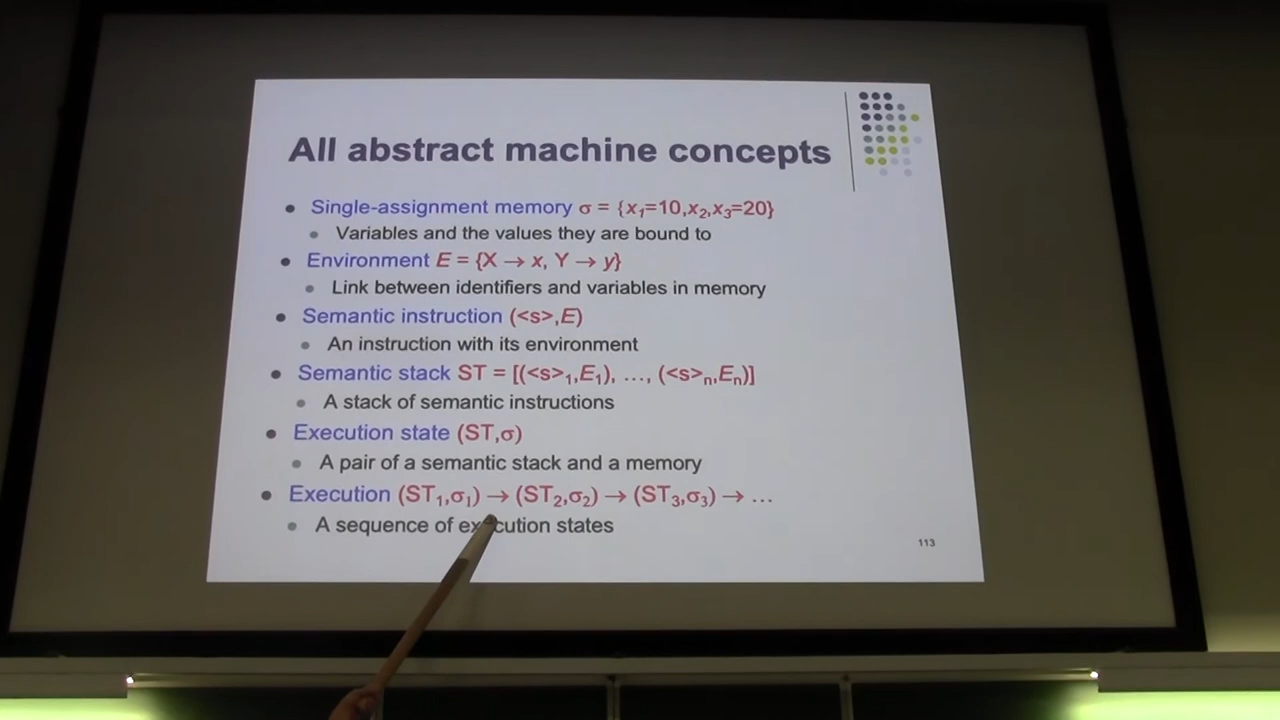 All abstract machine concepts
• Single-assignment memory σ = {x₁=10,x₂,x₃=20}
• Variables and the values they are bound to
• Environment E = {X → x, Y → y}
• Link between identifiers and variables in memory
• Semantic instruction (<s>,E)
• An instruction with its environment
• Semantic stack ST = [(<s>₁,E₁), …, (<s>ₙ,Eₙ)]
• A stack of semantic instructions
• Execution state (ST,σ)
• A pair of a semantic stack and a memory
• Execution (ST₁,σ₁) → (ST₂,σ₂) → (ST₃,σ₃) → …
• A sequence of execution states
113